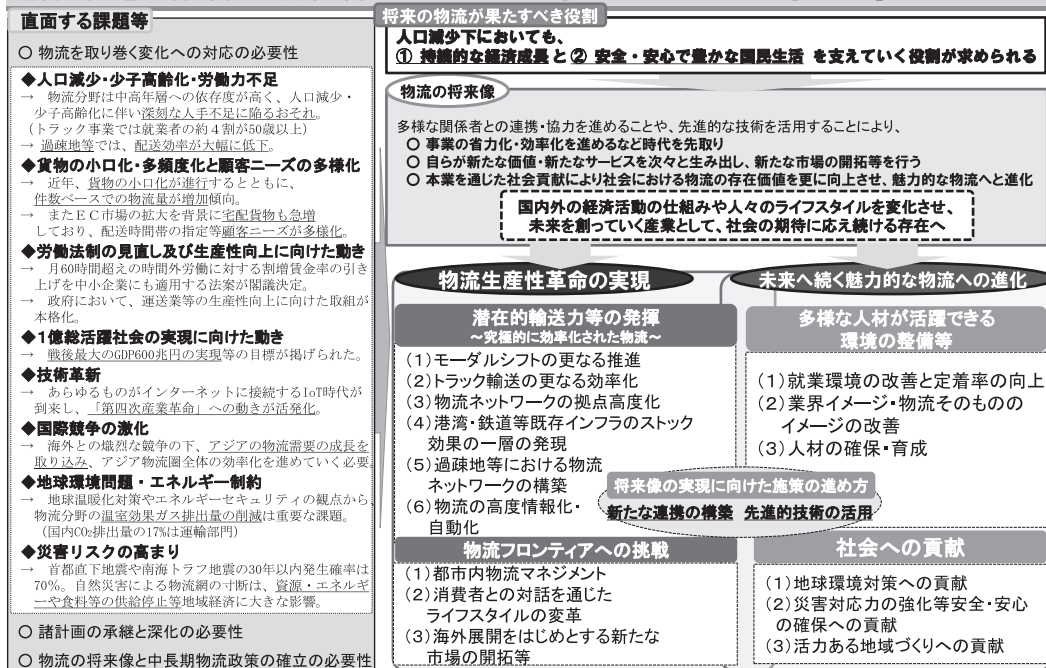 直面する課題等
○ 物流を取り巻く変化への対応の必要性
◆人口減少・少子高齢化・労働力不足
→ 物流分野は中高年層への依存度が高く、人口減少・
少子高齢化に伴い深刻な人手不足に陥るおそれ。
（トラック事業では就業者の約４割が50歳以上）
→ 過疎地等では、配送効率が大幅に低下。
◆貨物の小口化・多頻度化と顧客ニーズの多様化
→ 近年、貨物の小口化が進行するとともに、
件数ベースでの物流量が増加傾向。
→ またＥＣ市場の拡大を背景に宅配貨物も急増
しており、配送時間帯の指定等顧客ニーズが多様化。
◆労働法制の見直し及び生産性向上に向けた動き
→ 月60時間超えの時間外労働に対する割増賃金率の引き
上げを中小企業にも適用する法案が閣議決定。
→ 政府において、運送業等の生産性向上に向けた取組が
本格化。
◆１億総活躍社会の実現に向けた動き
→ 戦後最大のGDP600兆円の実現等の目標が掲げられた。
◆技術革新
→ あらゆるものがインターネットに接続するIoT時代が
到来し、「第四次産業革命」への動きが活発化。
◆国際競争の激化
→ 海外との熾烈な競争の下、アジアの物流需要の成長を
取り込み、アジア物流圏全体の効率化を進めていく必要。
◆地球環境問題・エネルギー制約
→ 地球温暖化対策やエネルギーセキュリティの観点から、
物流分野の温室効果ガス排出量の削減は重要な課題。
（国内CO₂排出量の17%は運輸部門）
◆災害リスクの高まり
→ 首都直下地震や南海トラフ地震の30年以内発生確率は
70%。自然災害による物流網の寸断は、資源・エネルギ
ーや食料等の供給停止等地域経済に大きな影響。
○ 諸計画の承継と深化の必要性
○ 物流の将来像と中長期物流政策の確立の必要性
将来の物流が果たすべき役割
人口減少下においても、
① 持続的な経済成長 と ② 安全・安心で豊かな国民生活 を支えていく役割が求められる
物流の将来像
多様な関係者との連携・協力を進めることや、先進的な技術を活用することにより、
○ 事業の省力化・効率化を進めるなど時代を先取り
○ 自らが新たな価値・新たなサービスを次々と生み出し、新たな市場の開拓等を行う
○ 本業を通じた社会貢献により社会における物流の存在価値を更に向上させ、魅力的な物流へと進化
国内外の経済活動の仕組みや人々のライフスタイルを変化させ、
未来を創っていく産業として、社会の期待に応え続ける存在へ
物流生産性革命の実現
潜在的輸送力等の発揮
～究極的に効率化された物流～
（１）モーダルシフトの更なる推進
（２）トラック輸送の更なる効率化
（３）物流ネットワークの拠点高度化
（４）港湾・鉄道等既存インフラのストック
効果の一層の発現
（５）過疎地等における物流
ネットワークの構築
（６）物流の高度情報化・
自動化
物流フロンティアへの挑戦
（１）都市内物流マネジメント
（２）消費者との対話を通じた
ライフスタイルの変革
（３）海外展開をはじめとする新たな
市場の開拓等
未来へ続く魅力的な物流への進化
多様な人材が活躍できる
環境の整備等
（１）就業環境の改善と定着率の向上
（２）業界イメージ・物流そのものの
イメージの改善
（３）人材の確保・育成
将来像の実現に向けた施策の進め方
新たな連携の構築 先進的技術の活用
社会への貢献
（１）地球環境対策への貢献
（２）災害対応力の強化等安全・安心
の確保への貢献
（３）活力ある地域づくりへの貢献